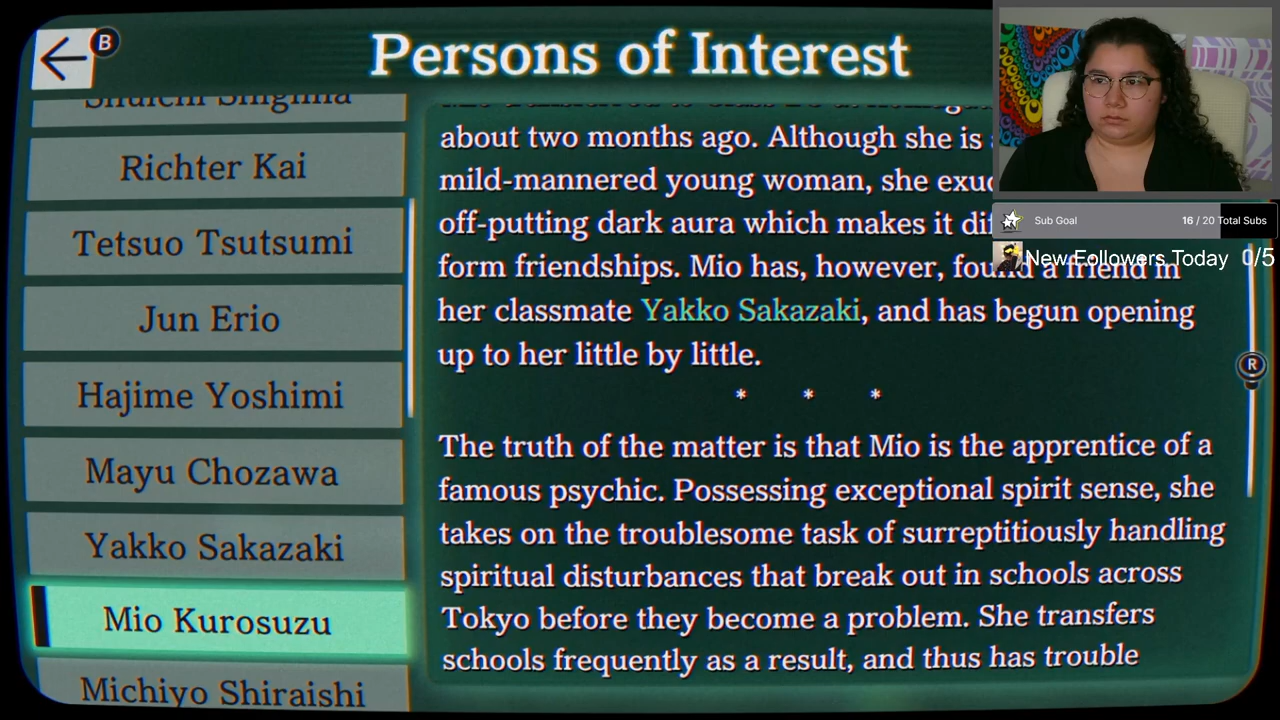 B
Persons of Interest
Richter Kai
Tetsuo Tsutsumi
Jun Erio
Hajime Yoshimi
Mayu Chozawa
Yakko Sakazaki
Mio Kurosuzu
Michiyo Shiraishi
about two months ago. Although she is
mild-mannered young woman, she
off-putting dark aura which makes it
form friendships. Mio has, however, found a friend in
her classmate Yakko Sakazaki, and has begun opening
up to her little by little.
* * *
The truth of the matter is that Mio is the apprentice of a
famous psychic. Possessing exceptional spirit sense, she
takes on the troublesome task of surreptitiously handling
spiritual disturbances that break out in schools across
Tokyo before they become a problem. She transfers
schools frequently as a result, and thus has trouble
Sub Goal
16 / 20 Total Subs
New Followers Today 0/5
R